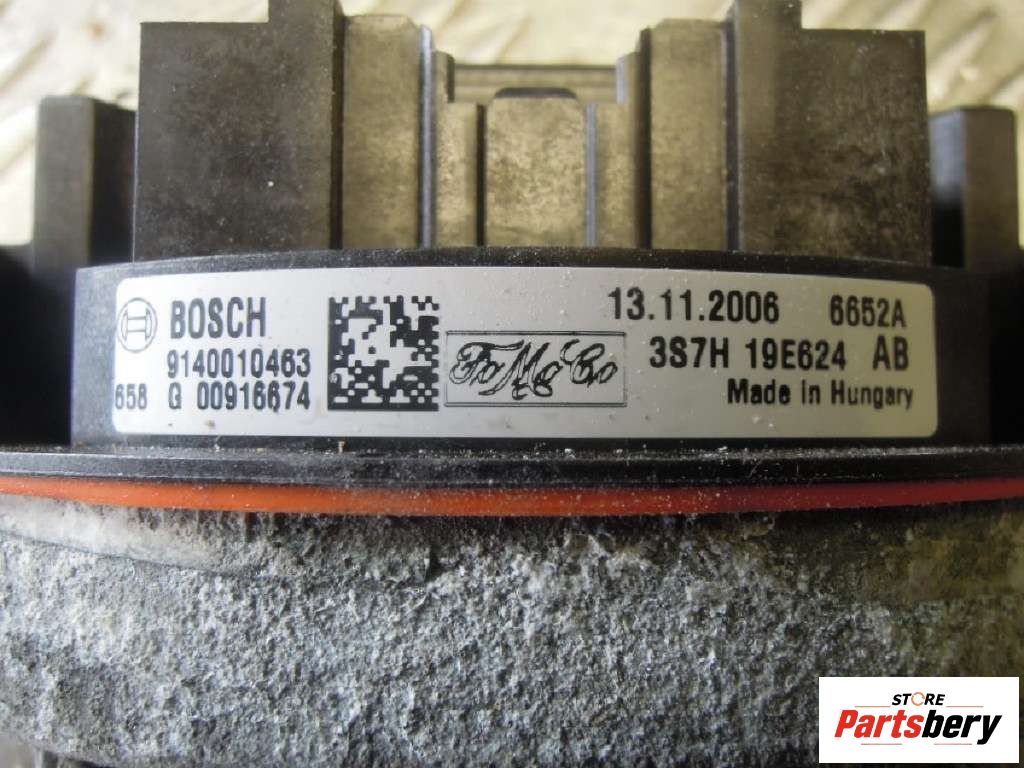 BOSCH
9140010463
658 G 00916674
FoMoCo
13.11.2006 6652A
3S7H 19E624 AB
Made in Hungary
STORE
Partsbery